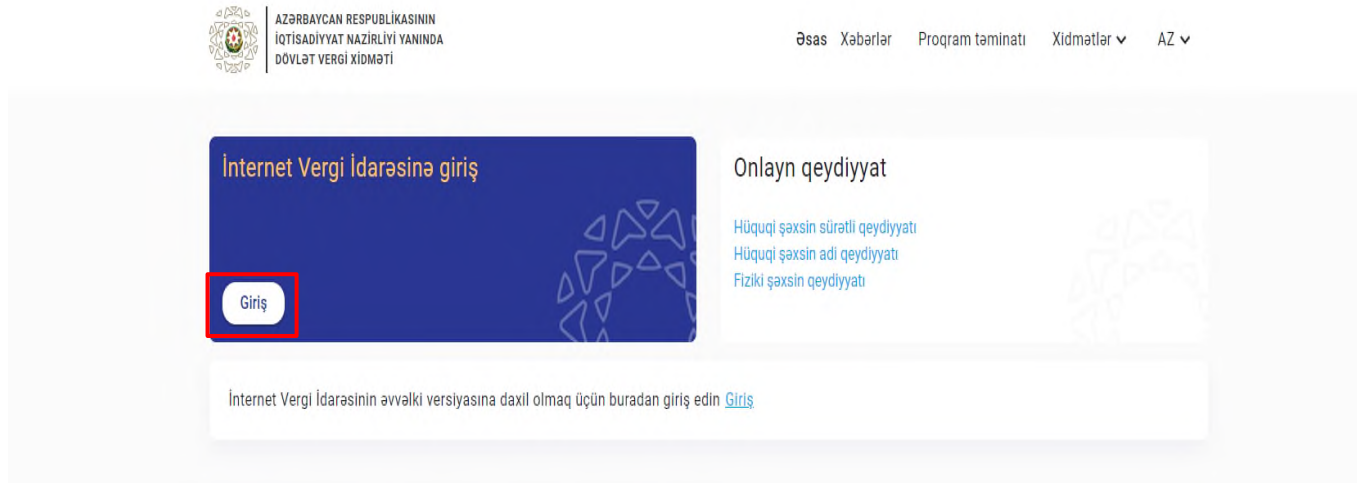 AZƏRBAYCAN RESPUBLİKASININ
İQTİSADİYYAT NAZİRLİYİ YANINDA
DÖVLƏT VERGİ XİDMƏTİ
Əsas Xəbərlər Proqram təminatı Xidmətlər AZ
İnternet Vergi İdarəsinə giriş
Giriş
Onlayn qeydiyyat
Hüquqi şəxsin sürətli qeydiyyatı
Hüquqi şəxsin adi qeydiyyatı
Fiziki şəxsin qeydiyyatı
İnternet Vergi İdarəsinin əvvəlki versiyasına daxil olmaq üçün buradan giriş edin Giriş